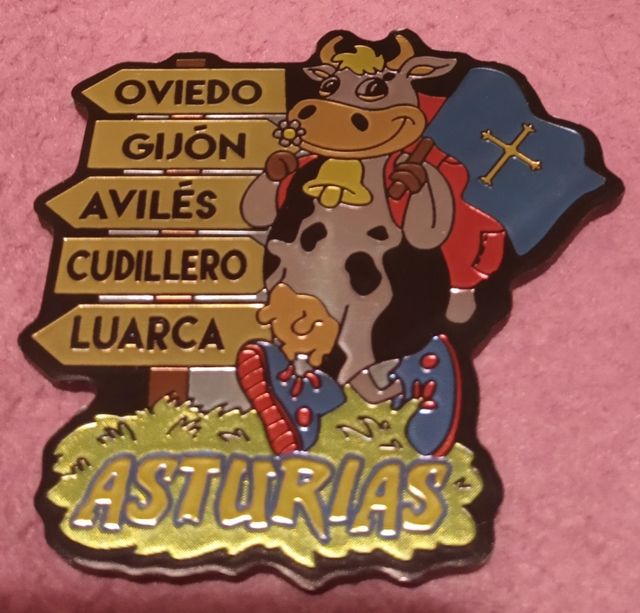 OVIEDO
GIJÓN
AVILÉS
CUDILLERO
LUARCA
ASTURIAS